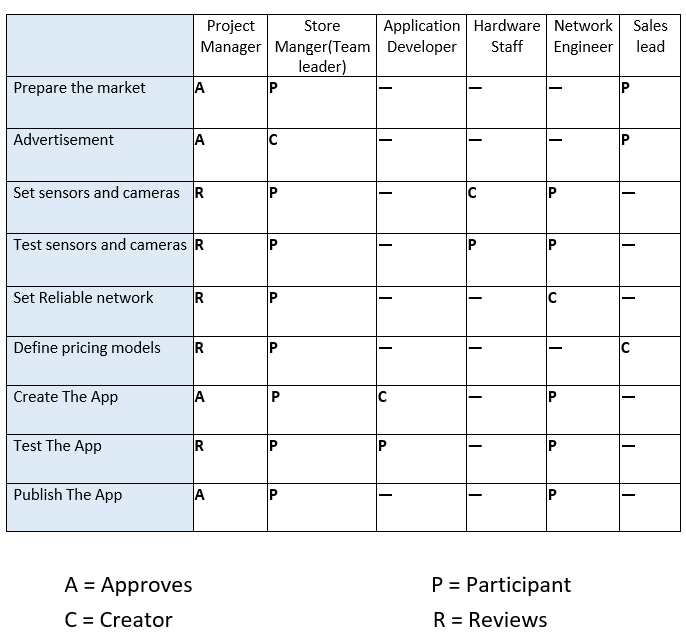 Project Manager | Store Manger(Team leader) | Application Developer | Hardware Staff | Network Engineer | Sales lead
Prepare the market | A | P | — | — | — | P
Advertisement | A | C | — | — | — | P
Set sensors and cameras | R | P | — | C | P | —
Test sensors and cameras | R | P | — | P | P | —
Set Reliable network | R | P | — | — | C | —
Define pricing models | R | P | — | — | — | C
Create The App | A | P | C | — | P | —
Test The App | R | P | P | — | P | —
Publish The App | A | P | — | — | P | —
A = Approves P = Participant
C = Creator R = Reviews